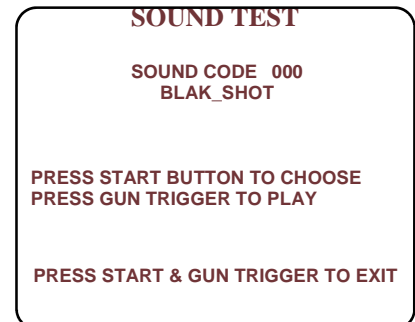 SOUND TEST
SOUND CODE 000
BLAK_SHOT
PRESS START BUTTON TO CHOOSE
PRESS GUN TRIGGER TO PLAY
PRESS START & GUN TRIGGER TO EXIT